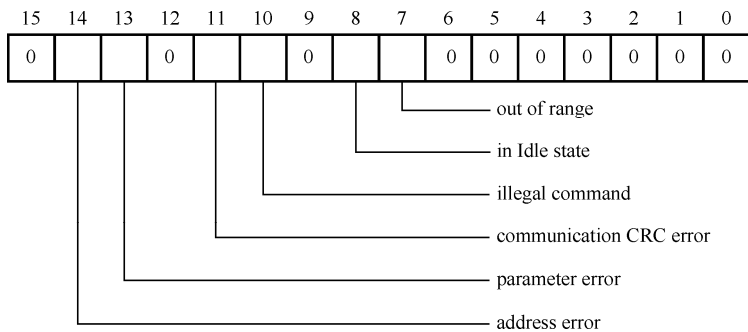 15 14 13 12 11 10 9 8 7 6 5 4 3 2 1 0
0 0 0 0 0 0 0 0 0 0
out of range
in Idle state
illegal command
communication CRC error
parameter error
address error